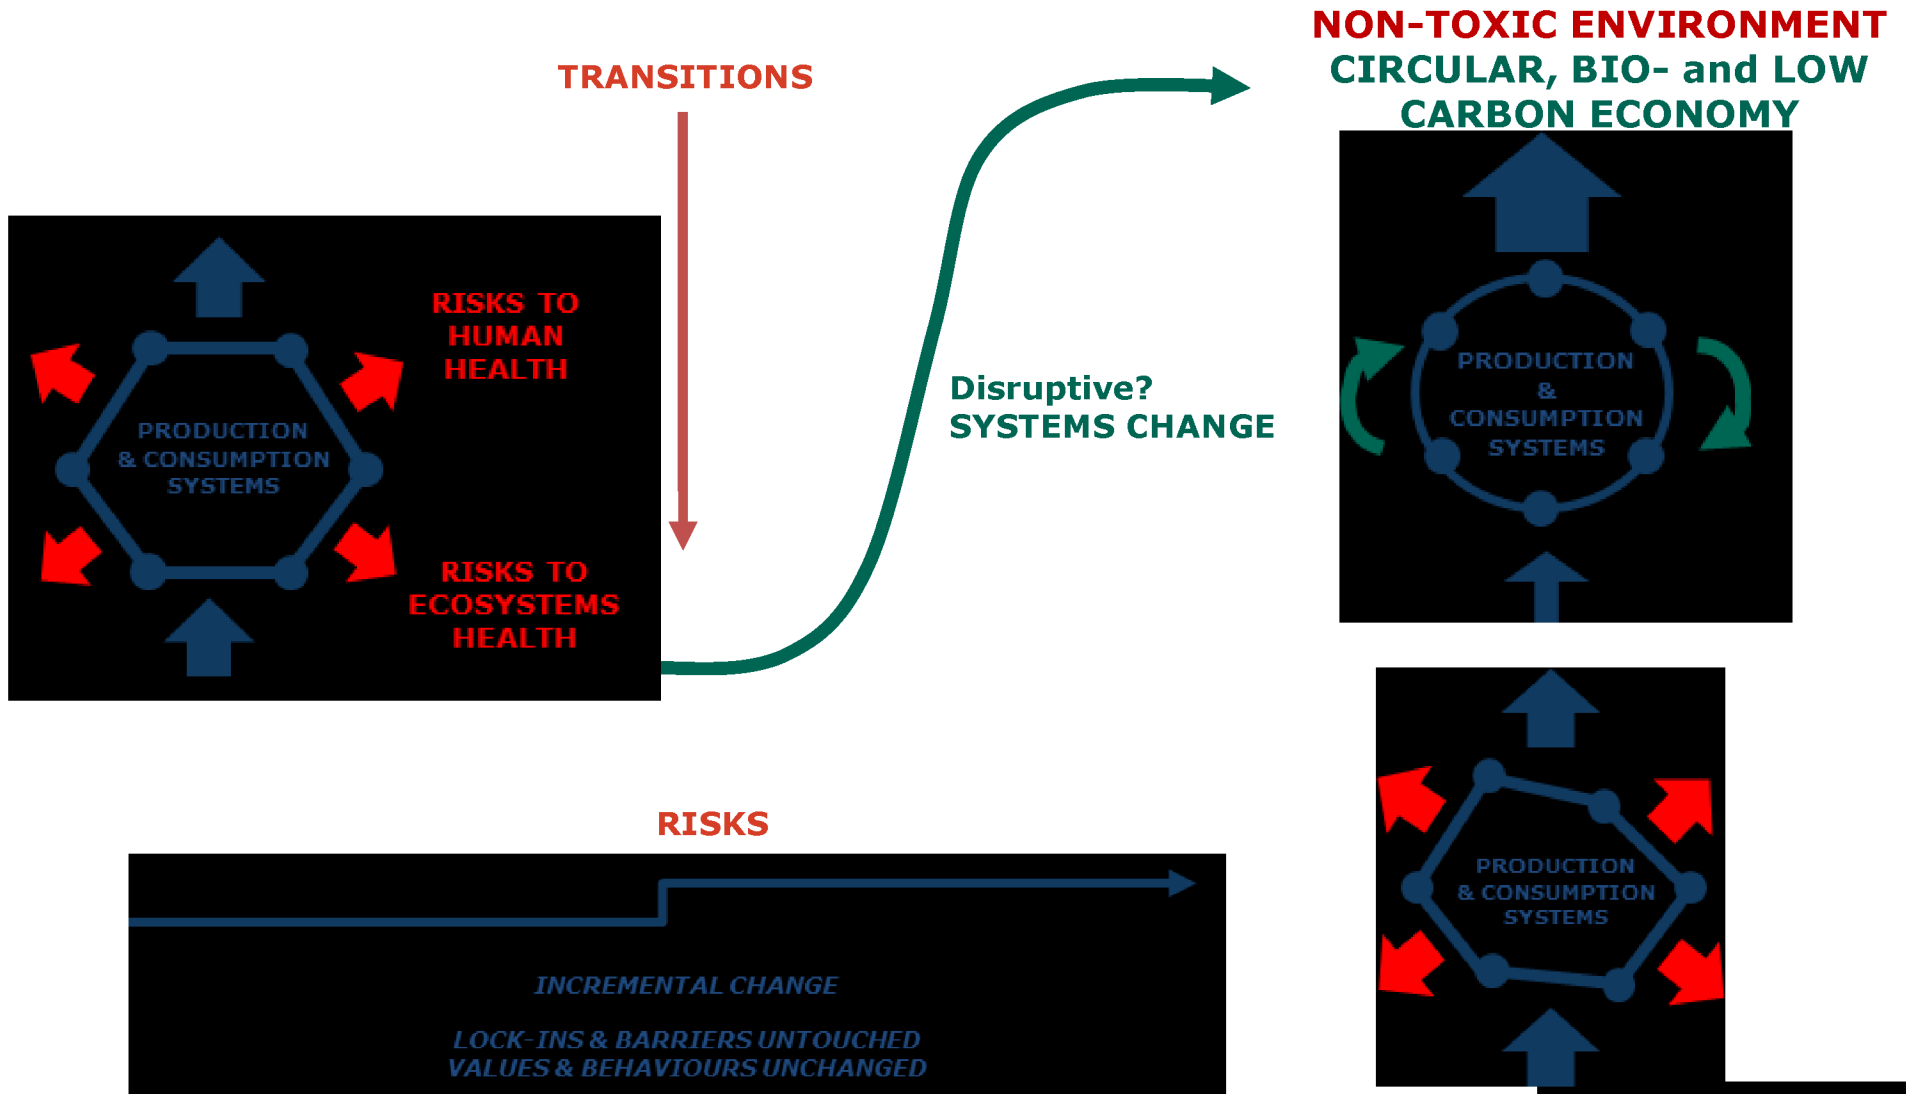 NON-TOXIC ENVIRONMENT
CIRCULAR, BIO- and LOW
CARBON ECONOMY
TRANSITIONS
RISKS TO
HUMAN
HEALTH
PRODUCTION
& CONSUMPTION
SYSTEMS
RISKS TO
ECOSYSTEMS
HEALTH
Disruptive?
SYSTEMS CHANGE
PRODUCTION
&
CONSUMPTION
SYSTEMS
RISKS
INCREMENTAL CHANGE
LOCK-INS & BARRIERS UNTOUCHED
VALUES & BEHAVIOURS UNCHANGED
PRODUCTION
& CONSUMPTION
SYSTEMS